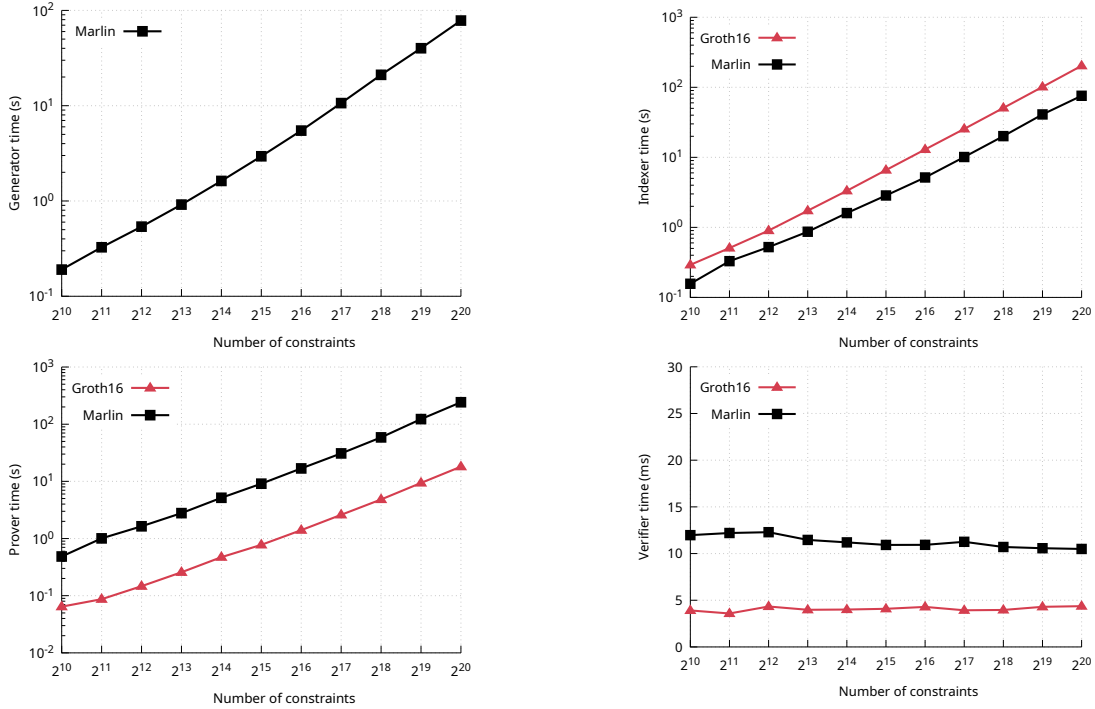 10²
Marlin
10¹
10⁰
10⁻¹
Generator time (s)
2¹⁰ 2¹¹ 2¹² 2¹³ 2¹⁴ 2¹⁵ 2¹⁶ 2¹⁷ 2¹⁸ 2¹⁹ 2²⁰
Number of constraints
10³
Groth16
Marlin
10²
10¹
10⁰
10⁻¹
Indexer time (s)
2¹⁰ 2¹¹ 2¹² 2¹³ 2¹⁴ 2¹⁵ 2¹⁶ 2¹⁷ 2¹⁸ 2¹⁹ 2²⁰
Number of constraints
10³
Groth16
Marlin
10²
10¹
10⁰
10⁻¹
10⁻²
Prover time (s)
2¹⁰ 2¹¹ 2¹² 2¹³ 2¹⁴ 2¹⁵ 2¹⁶ 2¹⁷ 2¹⁸ 2¹⁹ 2²⁰
Number of constraints
30
Groth16
Marlin
25
20
15
10
5
0
Verifier time (ms)
2¹⁰ 2¹¹ 2¹² 2¹³ 2¹⁴ 2¹⁵ 2¹⁶ 2¹⁷ 2¹⁸ 2¹⁹ 2²⁰
Number of constraints